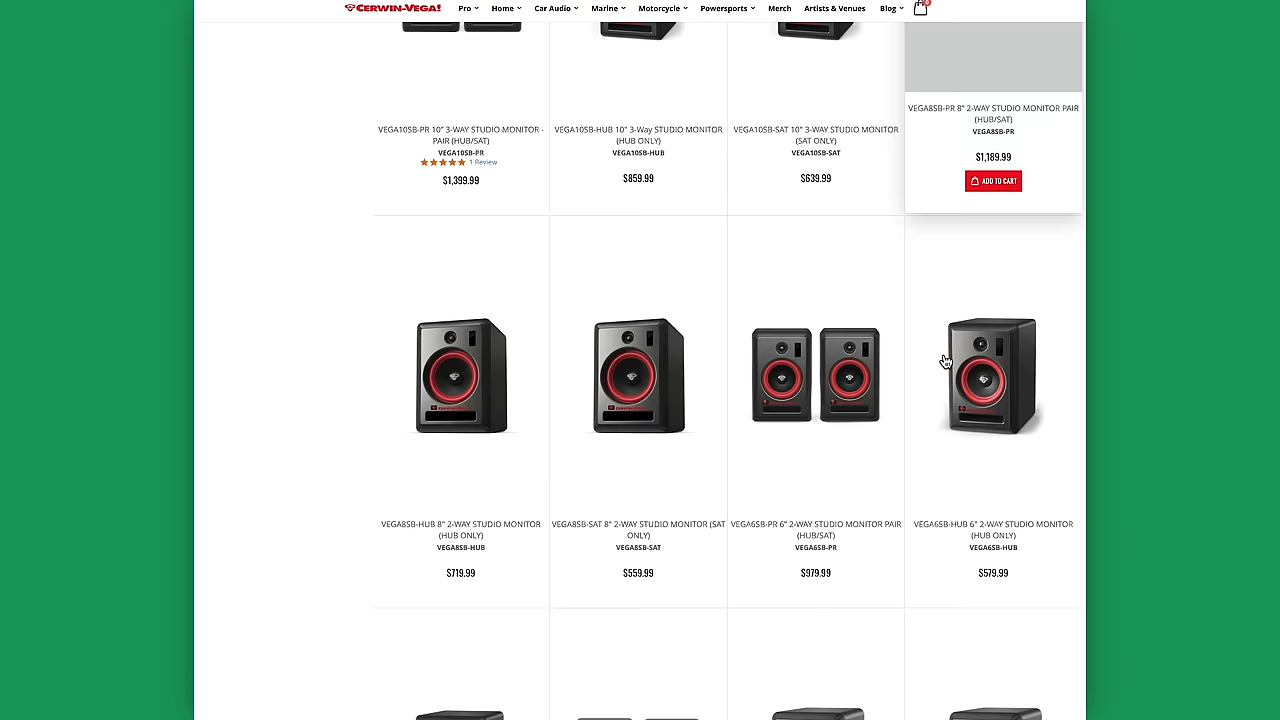 CERWIN-VEGA! Pro Home Car Audio Marine Motorcycle Powersports Merch Artists & Venues Blog 0
VEGA10SB-PR 10" 3-WAY STUDIO MONITOR -
PAIR (HUB/SAT)
VEGA10SB-PR
1 Review
$1,399.99
VEGA10SB-HUB 10" 3-Way STUDIO MONITOR
(HUB ONLY)
VEGA10SB-HUB
$859.99
VEGA10SB-SAT 10" 3-WAY STUDIO MONITOR
(SAT ONLY)
VEGA10SB-SAT
$639.99
VEGA8SB-PR 8" 2-WAY STUDIO MONITOR PAIR
(HUB/SAT)
VEGA8SB-PR
$1,189.99
ADD TO CART
VEGA8SB-HUB 8" 2-WAY STUDIO MONITOR
(HUB ONLY)
VEGA8SB-HUB
$719.99
VEGA8SB-SAT 8" 2-WAY STUDIO MONITOR (SAT
ONLY)
VEGA8SB-SAT
$559.99
VEGA6SB-PR 6" 2-WAY STUDIO MONITOR PAIR
(HUB/SAT)
VEGA6SB-PR
$979.99
VEGA6SB-HUB 6" 2-WAY STUDIO MONITOR
(HUB ONLY)
VEGA6SB-HUB
$579.99